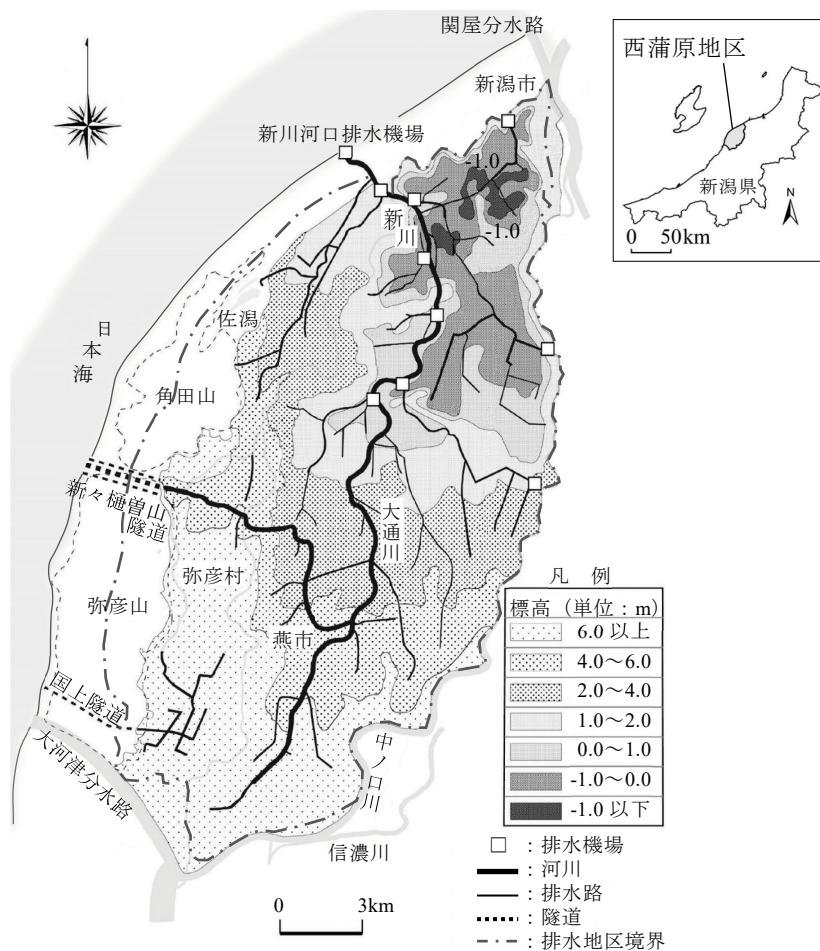 関屋分水路
新潟市
新川河口排水機場
-1.0
-1.0
新川
佐潟
日本海
角田山
新々樋曽山
隧道
大通川
弥彦村
弥彦山
燕市
国上隧道
大河津分水路
中ノ口川
信濃川
0 3km
西蒲原地区
新潟県
N
0 50km
凡 例
標高（単位：m）
6.0 以上
4.0～6.0
2.0～4.0
1.0～2.0
0.0～1.0
-1.0～0.0
-1.0 以下
：排水機場
：河川
：排水路
：隧道
：排水地区境界